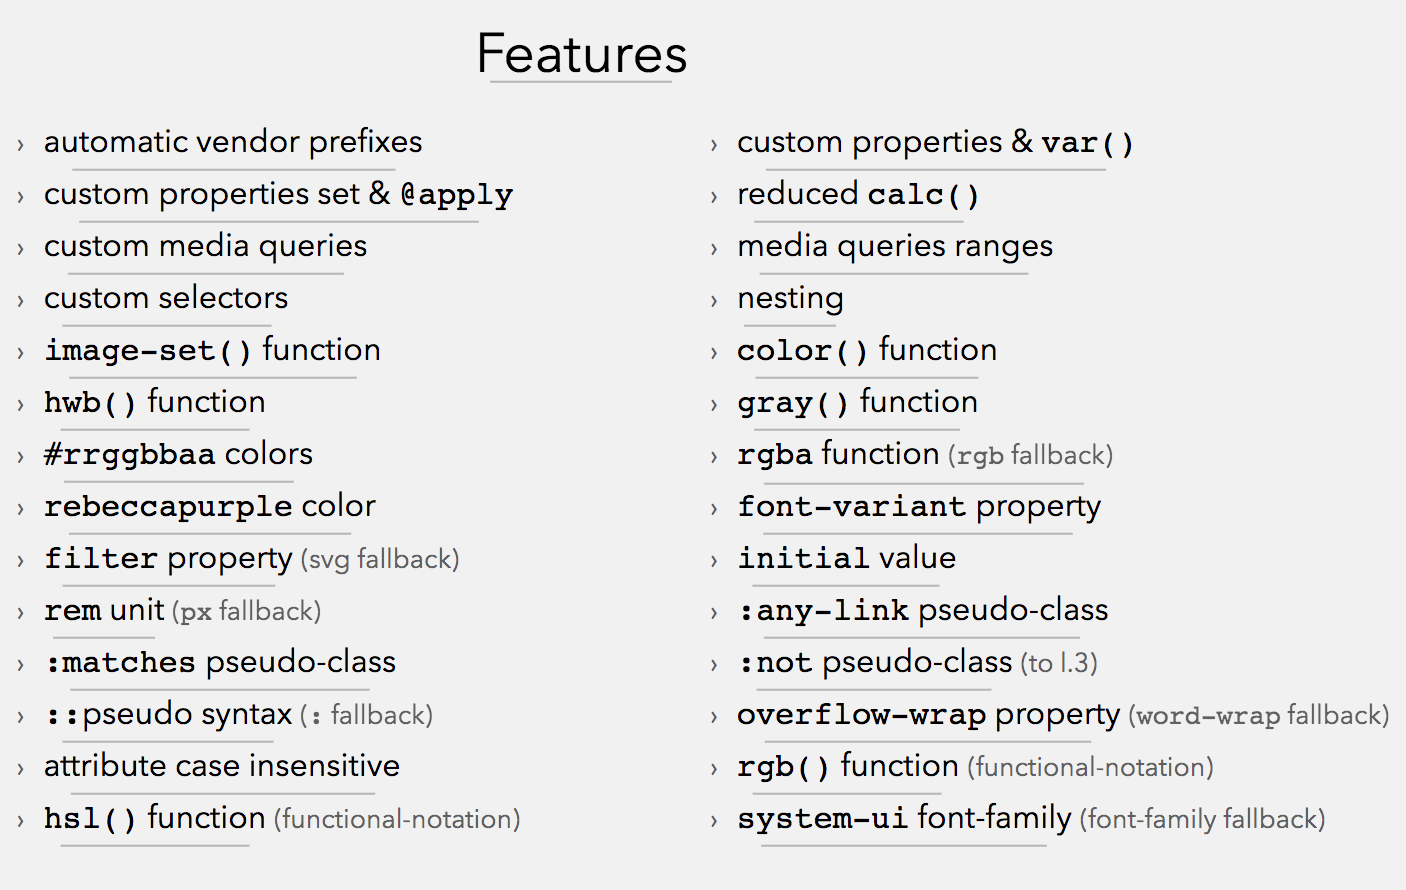 Features
› automatic vendor prefixes
› custom properties & var()
› custom properties set & @apply
› reduced calc()
› custom media queries
› media queries ranges
› custom selectors
› nesting
› image-set() function
› color() function
› hwb() function
› gray() function
› #rrggbbaa colors
› rgba function (rgb fallback)
› rebeccapurple color
› font-variant property
› filter property (svg fallback)
› initial value
› rem unit (px fallback)
› :any-link pseudo-class
› :matches pseudo-class
› :not pseudo-class (to l.3)
› ::pseudo syntax (: fallback)
› overflow-wrap property (word-wrap fallback)
› attribute case insensitive
› rgb() function (functional-notation)
› hsl() function (functional-notation)
› system-ui font-family (font-family fallback)